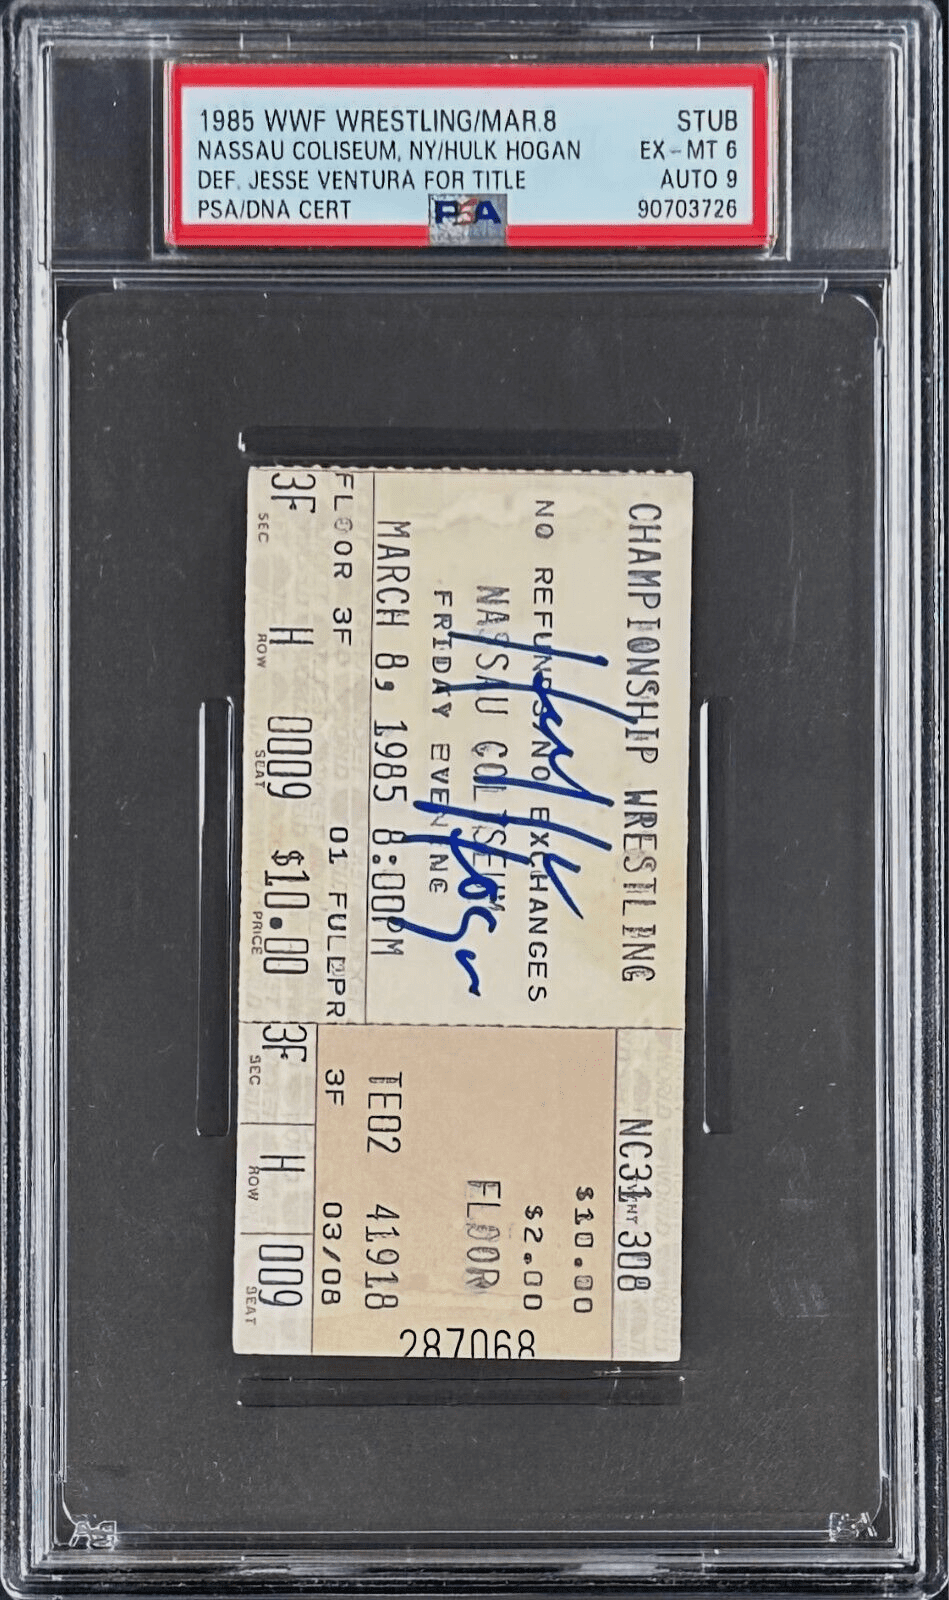 1985 WWF WRESTLING/MAR.8 STUB
NASSAU COLISEUM, NY/HULK HOGAN EX-MT 6
DEF. JESSE VENTURA FOR TITLE AUTO 9
PSA/DNA CERT PSA 90703726
CHAMPIONSHIP WRESTLING
NO REFUNDS/NO EXCHANGES
NASSAU COLISEUM
FRIDAY EVENING
MARCH 8, 1985 8:00PM
FLOOR 3F 01 FULDPR
3F H 0009 $10.00
SEC ROW SEAT PRICE
Hulk Hogan
NC31 308
$10.00
$2.00
FLOOR
287068
TE02 41918
3F 03/08
3F H 009
SEC ROW SEAT